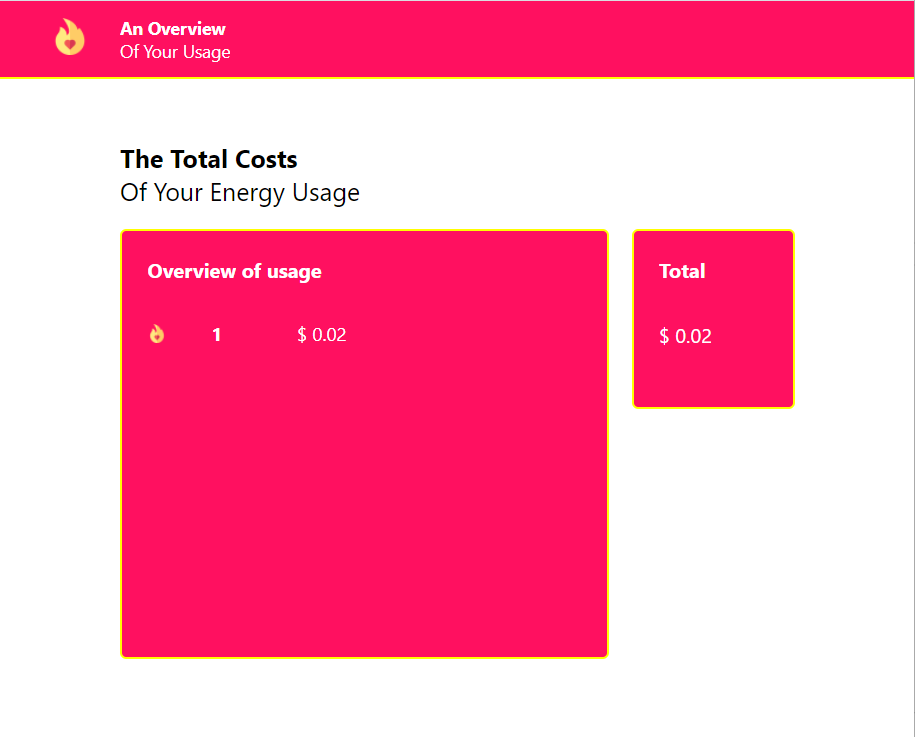 An Overview
Of Your Usage
The Total Costs
Of Your Energy Usage
Overview of usage
1 $ 0.02
Total
$ 0.02